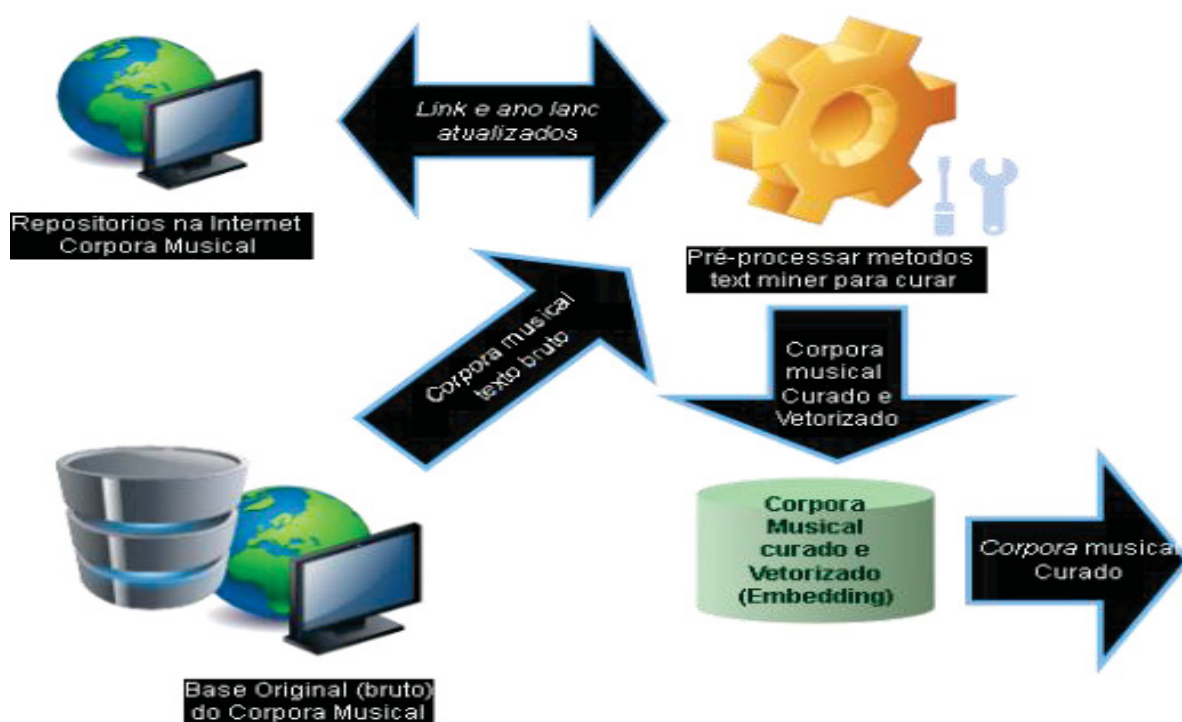 Link e ano lanc
atualizados
Repositorios na Internet
Corpora Musical
Pré-processar metodos
text miner para curar
Corpora musical
texto bruto
Corpora
musical
Curado e
Vetorizado
Corpora
Musical
curado e
Vetorizado
(Embedding)
Corpora musical
Curado
Base Original (bruto)
do Corpora Musical